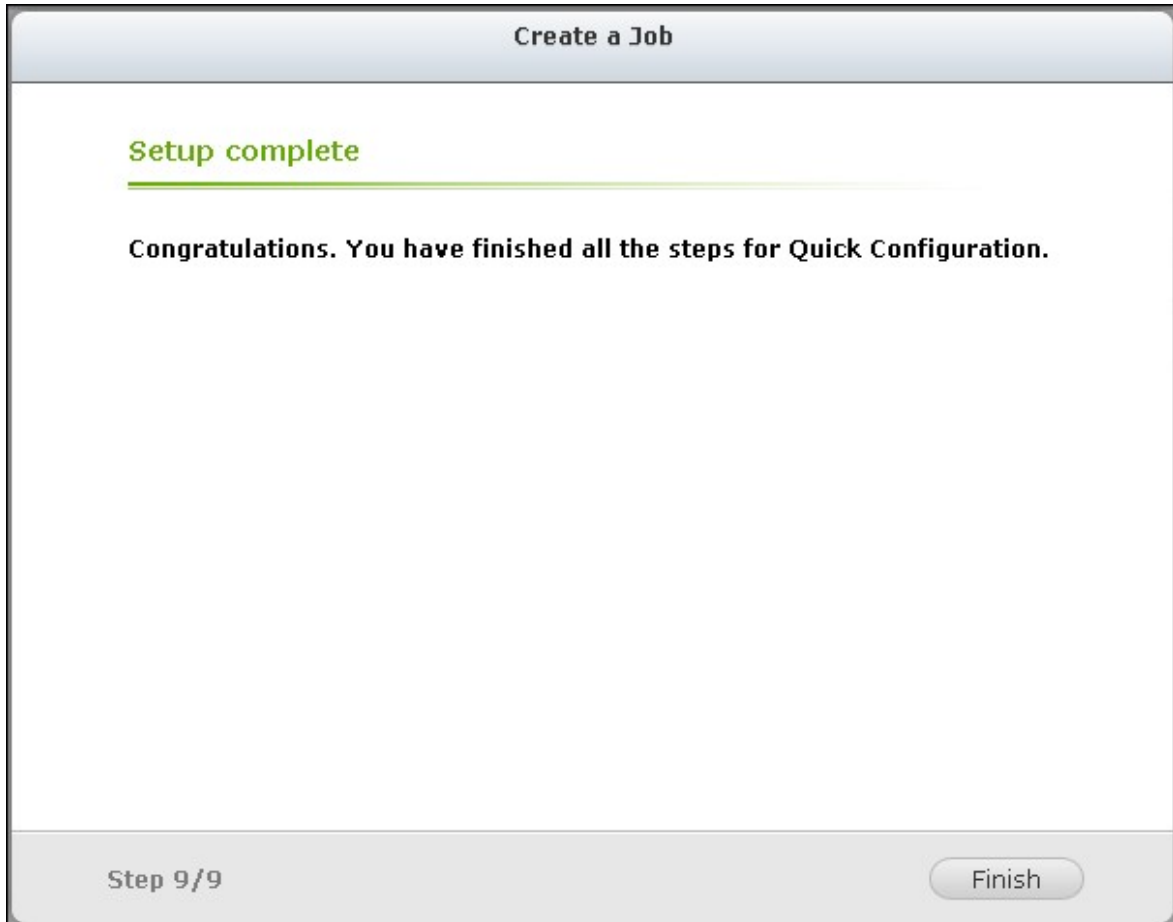 Create a Job
Setup complete
Congratulations. You have finished all the steps for Quick Configuration.
Step 9/9
Finish